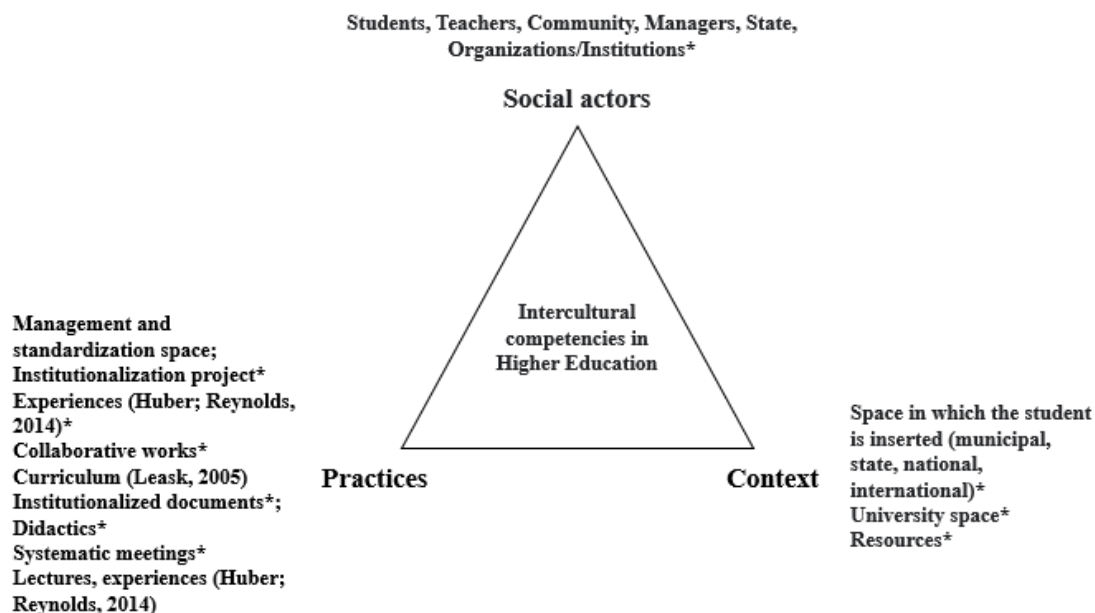 Students, Teachers, Community, Managers, State,
Organizations/Institutions*
Social actors
Intercultural
competencies in
Higher Education
Management and
standardization space;
Institutionalization project*
Experiences (Huber; Reynolds,
2014)*
Collaborative works*
Curriculum (Leask, 2005)
Institutionalized documents*;
Didactics*
Systematic meetings*
Lectures, experiences (Huber;
Reynolds, 2014)
Practices
Context
Space in which the student
is inserted (municipal,
state, national,
international)*
University space*
Resources*